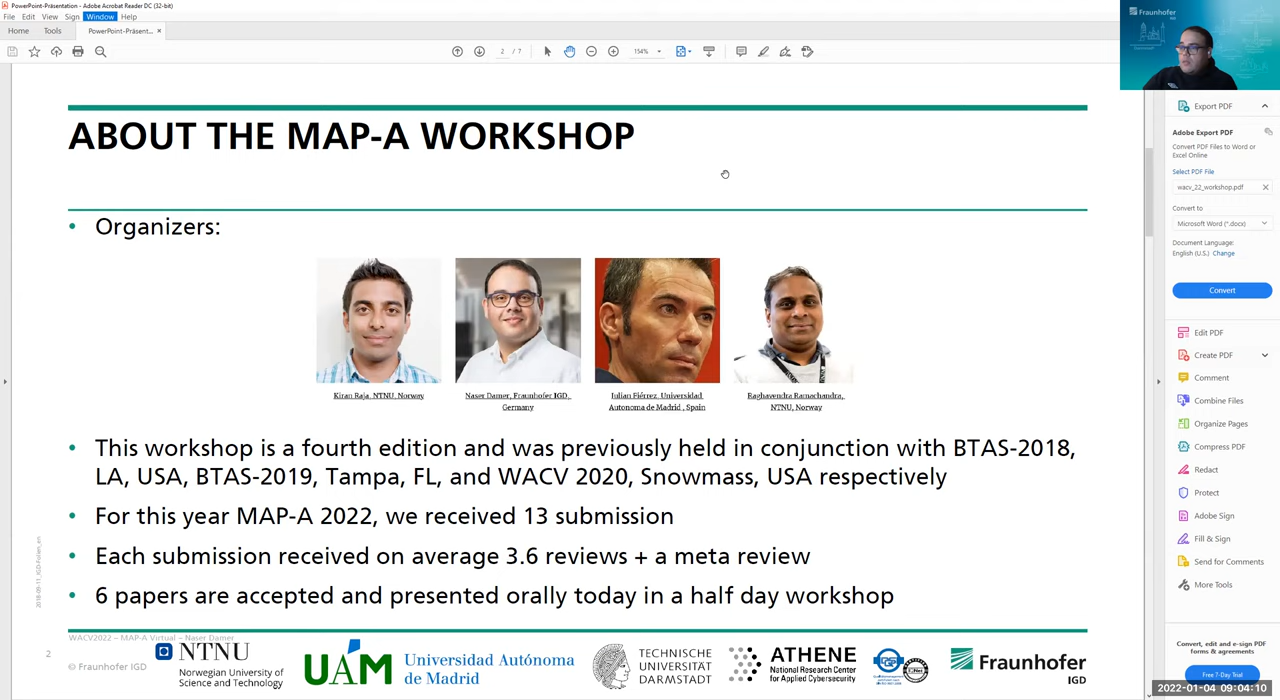 PowerPoint-Präsentation - Adobe Acrobat Reader DC (32-bit)
File Edit View Sign Window Help
Home Tools PowerPoint-Präsent... ×
2 / 7 154%
Fraunhofer
IGD
ABOUT THE MAP-A WORKSHOP
• Organizers:
Kiran Raja, NTNU, Norway
Naser Damer, Fraunhofer IGD,
Germany
Julian Fiérrez, Universidad
Autonoma de Madrid , Spain
Raghavendra Ramachandra,
NTNU, Norway
• This workshop is a fourth edition and was previously held in conjunction with BTAS-2018,
LA, USA, BTAS-2019, Tampa, FL, and WACV 2020, Snowmass, USA respectively
• For this year MAP-A 2022, we received 13 submission
• Each submission received on average 3.6 reviews + a meta review
• 6 papers are accepted and presented orally today in a half day workshop
WACV2022 – MAP-A Virtual – Naser Damer
2
© Fraunhofer IGD
NTNU
Norwegian University of
Science and Technology
UAM
Universidad Autónoma
de Madrid
TECHNISCHE
UNIVERSITÄT
DARMSTADT
ATHENE
National Research Center
for Applied Cybersecurity
Fraunhofer
IGD
Export PDF
Adobe Export PDF
Convert PDF Files to Word or
Excel Online
Select PDF File
wacv_22_workshop.pdf ×
Convert to
Microsoft Word (*.docx)
Document Language:
English (U.S.) Change
Convert
Edit PDF
Create PDF
Comment
Combine Files
Organize Pages
Compress PDF
Redact
Protect
Adobe Sign
Fill & Sign
Send for Comments
More Tools
Convert, edit and e-sign PDF
forms & agreements
Free 7-Day Trial
2022-01-04 09:04:10